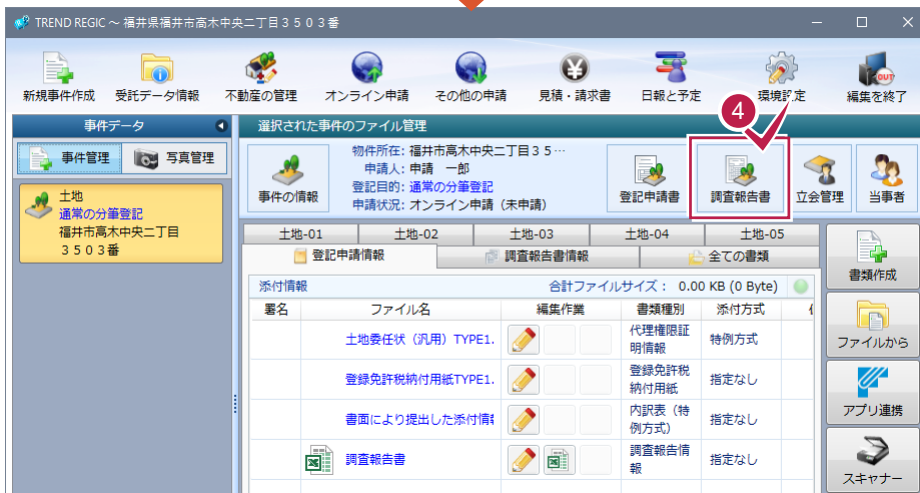 TREND REGIC ～ 福井県福井市高木中央二丁目３５０３番
新規事件作成 受託データ情報 不動産の管理 オンライン申請 その他の申請 見積・請求書 日報と予定 環境設定 編集を終了
OUT
4
事件データ
選択された事件のファイル管理
事件管理 写真管理
土地
通常の分筆登記
福井市高木中央二丁目
３５０３番
事件の情報
物件所在: 福井市高木中央二丁目３５…
申請人: 申請　一郎
登記目的: 通常の分筆登記
申請状況: オンライン申請（未申請）
登記申請書 調査報告書 立会管理 当事者
土地-01 土地-02 土地-03 土地-04 土地-05
登記申請情報 調査報告書情報 全ての書類
添付情報 合計ファイルサイズ： 0.00 KB (0 Byte)
署名 ファイル名 編集作業 書類種別 添付方式
土地委任状（汎用）TYPE1. 代理権限証明情報 特例方式
登録免許税納付用紙TYPE1. 登録免許税納付用紙 指定なし
書面により提出した添付情 内訳表（特例方式） 指定なし
調査報告書 調査報告情報 指定なし
書類作成
ファイルから
アプリ連携
スキャナー